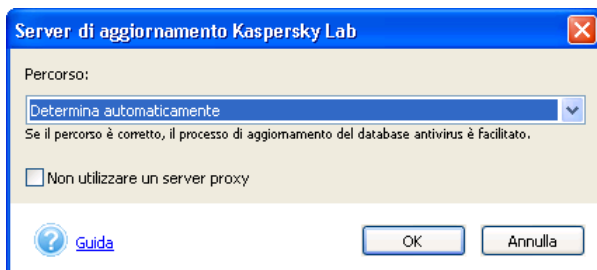 Server di aggiornamento Kaspersky Lab
Percorso:
Determina automaticamente
Se il percorso è corretto, il processo di aggiornamento del database antivirus è facilitato.
Non utilizzare un server proxy
Guida
OK
Annulla